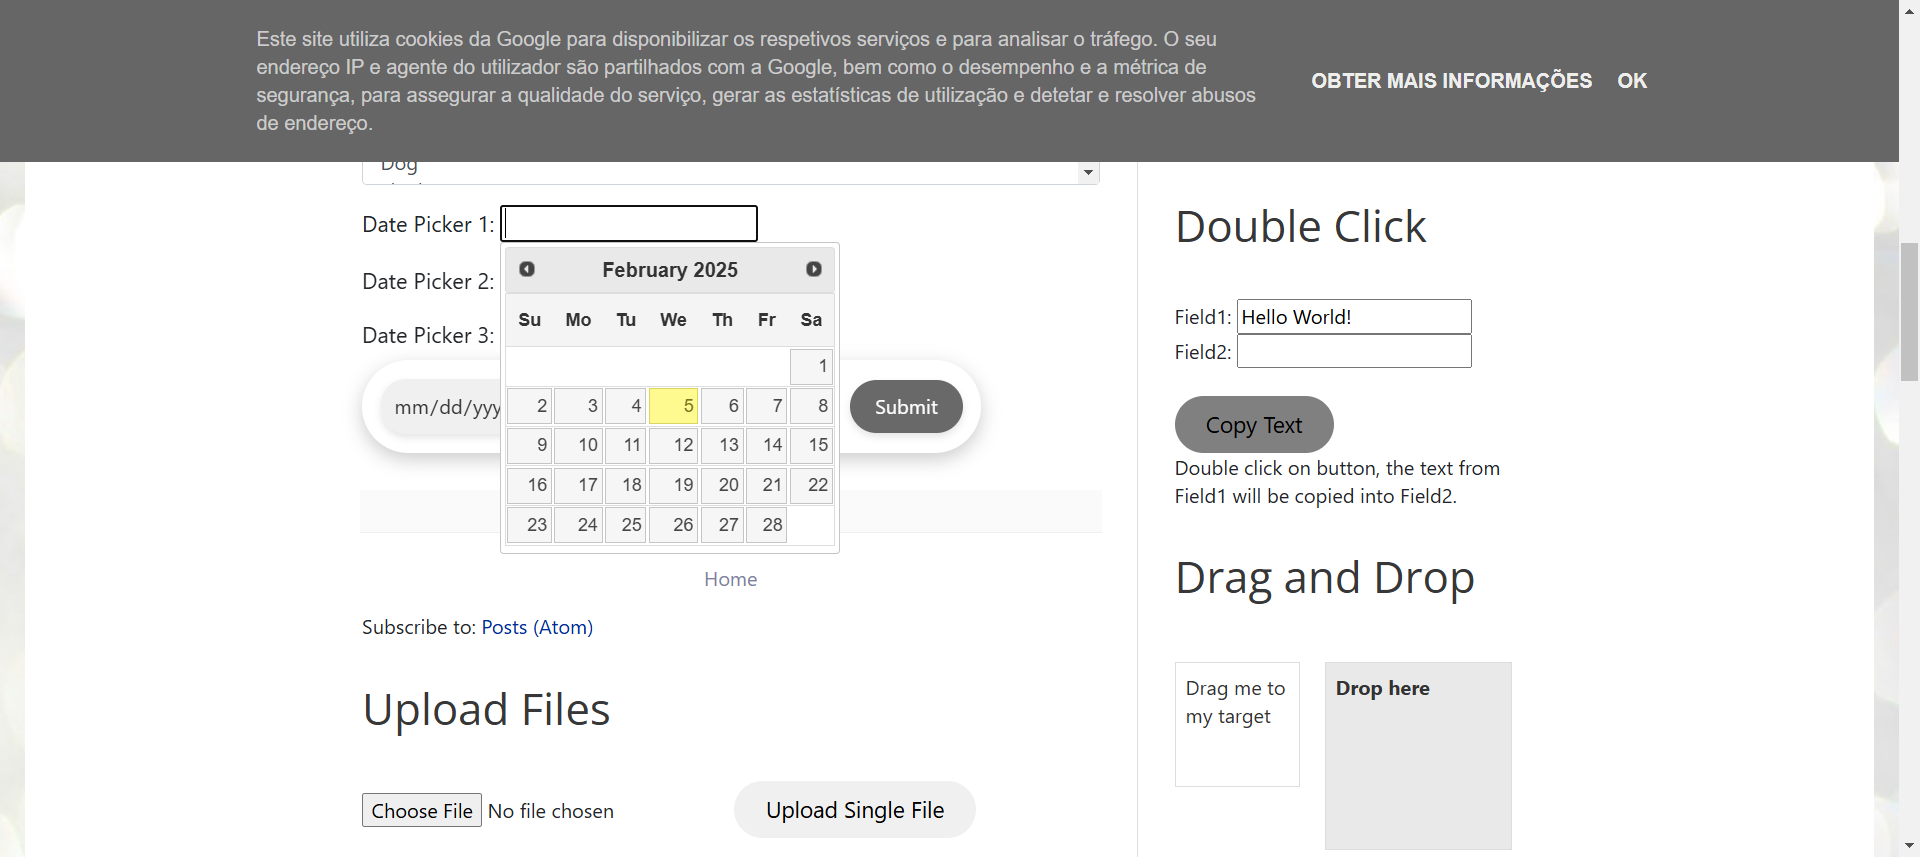 Este site utiliza cookies da Google para disponibilizar os respetivos serviços e para analisar o tráfego. O seu
endereço IP e agente do utilizador são partilhados com a Google, bem como o desempenho e a métrica de
segurança, para assegurar a qualidade do serviço, gerar as estatísticas de utilização e detetar e resolver abusos
de endereço.
OBTER MAIS INFORMAÇÕES OK
Dog
Date Picker 1:
Date Picker 2:
Date Picker 3:
mm/dd/yyy
Submit
February 2025
Su Mo Tu We Th Fr Sa
1
2 3 4 5 6 7 8
9 10 11 12 13 14 15
16 17 18 19 20 21 22
23 24 25 26 27 28
Home
Subscribe to: Posts (Atom)
Upload Files
Choose File No file chosen
Upload Single File
Double Click
Field1: Hello World!
Field2:
Copy Text
Double click on button, the text from
Field1 will be copied into Field2.
Drag and Drop
Drag me to
my target
Drop here